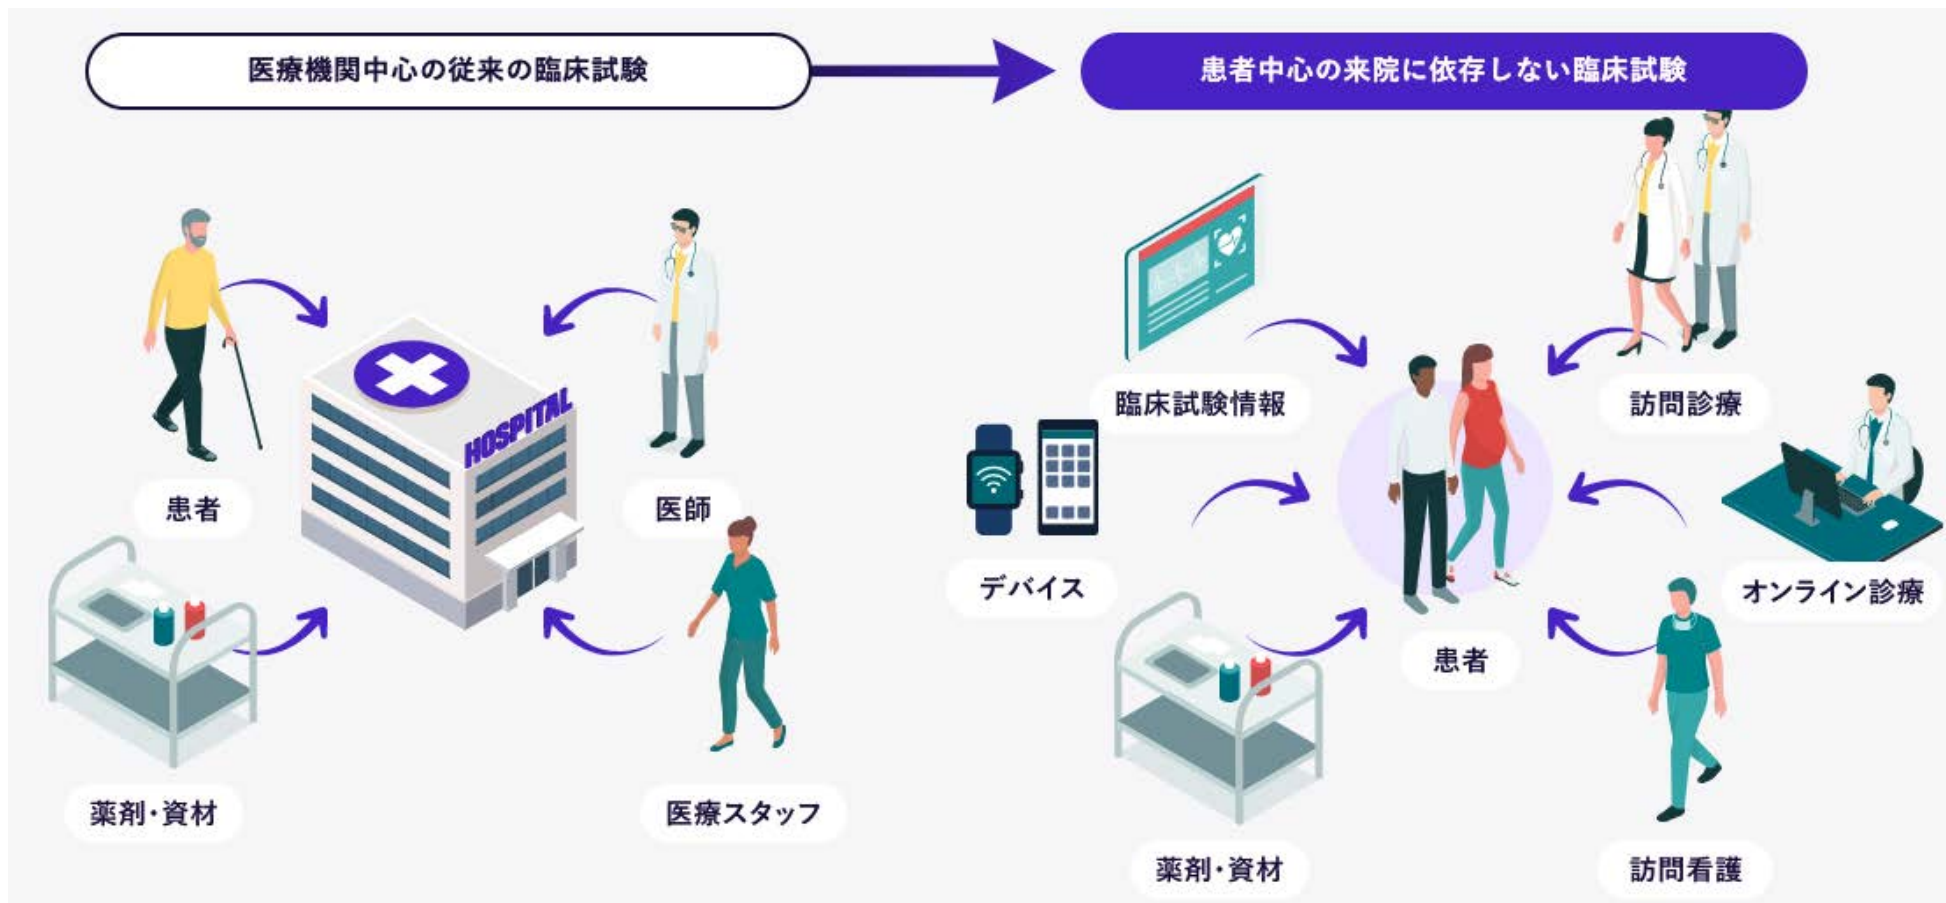 医療機関中心の従来の臨床試験
患者中心の来院に依存しない臨床試験
患者
医師
HOSPITAL
薬剤・資材
医療スタッフ
臨床試験情報
訪問診療
デバイス
オンライン診療
患者
薬剤・資材
訪問看護